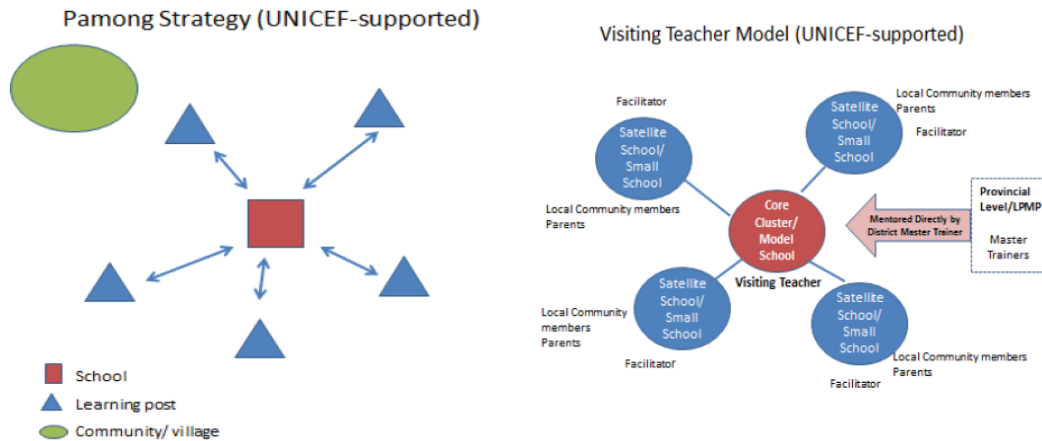 Pamong Strategy (UNICEF-supported)
School
Learning post
Community/ village
Visiting Teacher Model (UNICEF-supported)
Facilitator
Satellite
School/
Small
School
Local Community members
Parents
Local Community members
Parents
Facilitator
Satellite
School/
Small
School
Core
Cluster/
Model
School
Visiting Teacher
Mentored Directly by
District Master Trainer
Provincial
Level/LPMP
Master
Trainers
Satellite
School/
Small
School
Local Community
members
Parents
Facilitator
Satellite
School/
Small
School
Local Community members
Parents
Facilitator